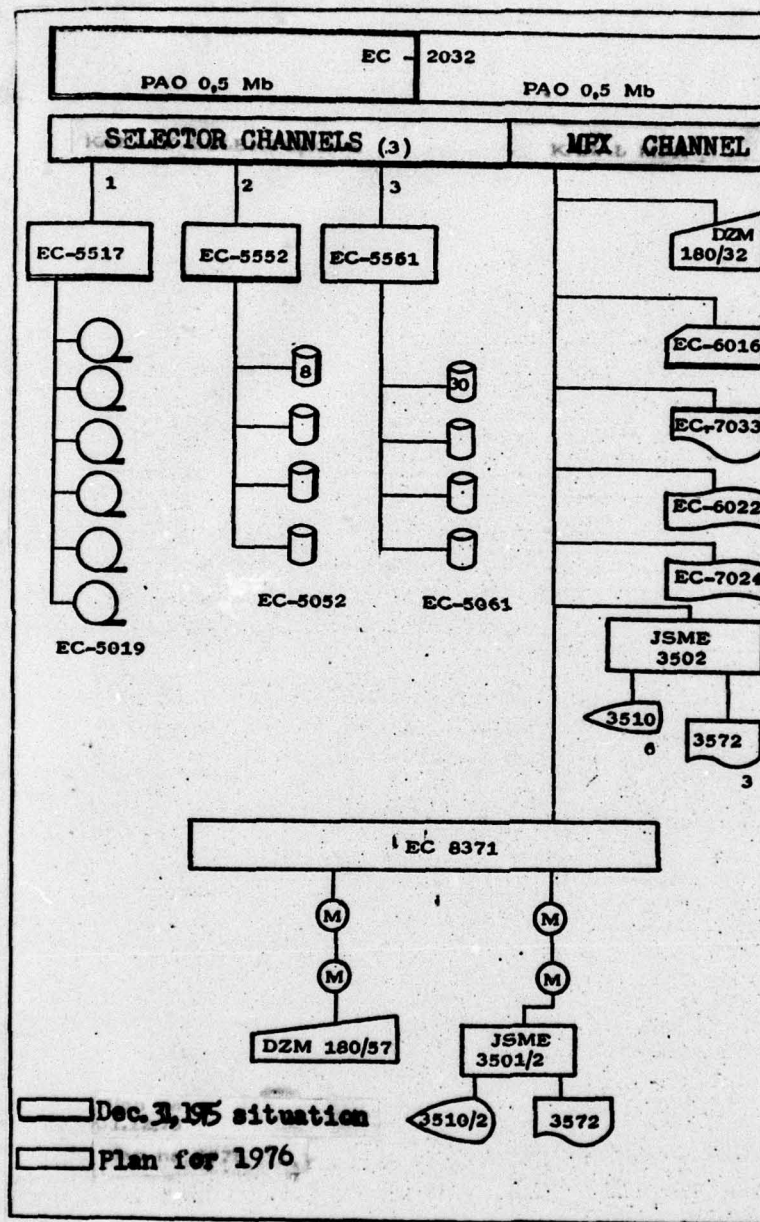 EC - 2032
PAO 0,5 Mb
PAO 0,5 Mb
SELECTOR CHANNELS (3)
MPX CHANNEL
1
2
3
EC-5517
EC-5552
EC-5561
DZM
180/32
EC-6016
EC-7033
EC-6022
EC-7024
8
30
EC-5019
EC-5052
EC-5061
JSME
3502
3510
6
3572
3
EC 8371
M
M
M
M
DZM 180/57
JSME
3501/2
3510/2
3572
Dec. 31, 1975 situation
Plan for 1976